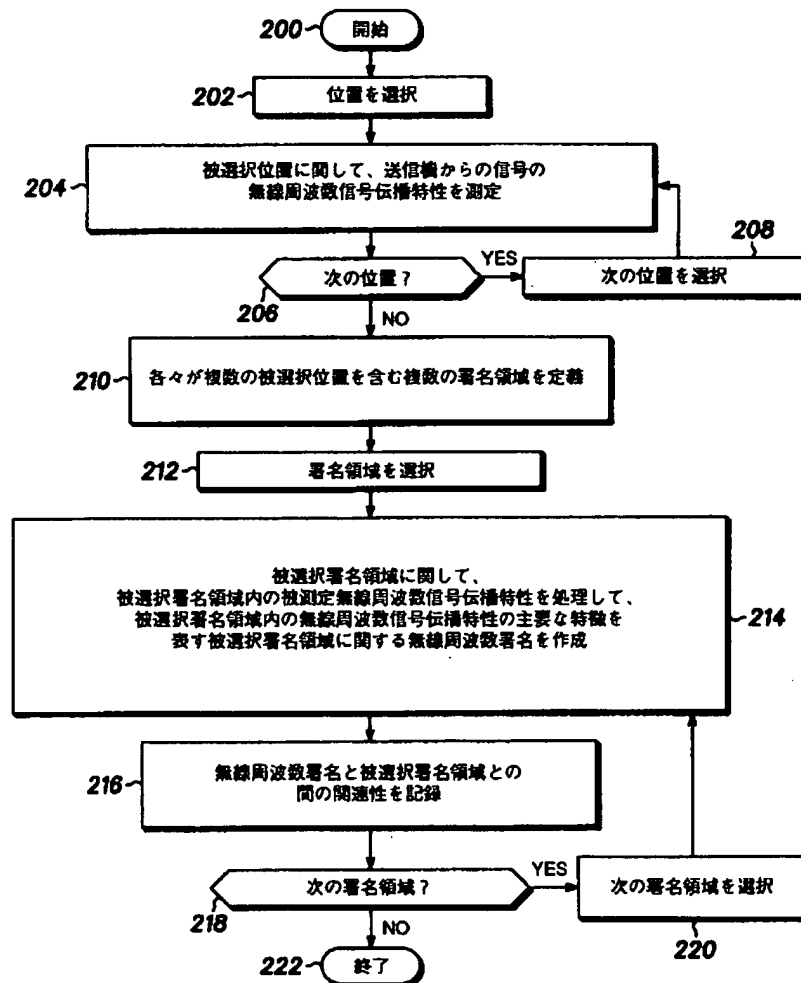 200
開始
202
位置を選択
204
被選択位置に関して、送信機からの信号の
無線周波数信号伝播特性を測定
208
次の位置?
YES
次の位置を選択
206
NO
210
各々が複数の被選択位置を含む複数の署名領域を定義
212
署名領域を選択
被選択署名領域に関して、
被選択署名領域内の被測定無線周波数信号伝播特性を処理して、
被選択署名領域内の無線周波数信号伝播特性の主要な特徴を
表す被選択署名領域に関する無線周波数署名を作成
214
216
無線周波数署名と被選択署名領域との
間の関連性を記録
次の署名領域?
YES
次の署名領域を選択
218
NO
220
222
終了